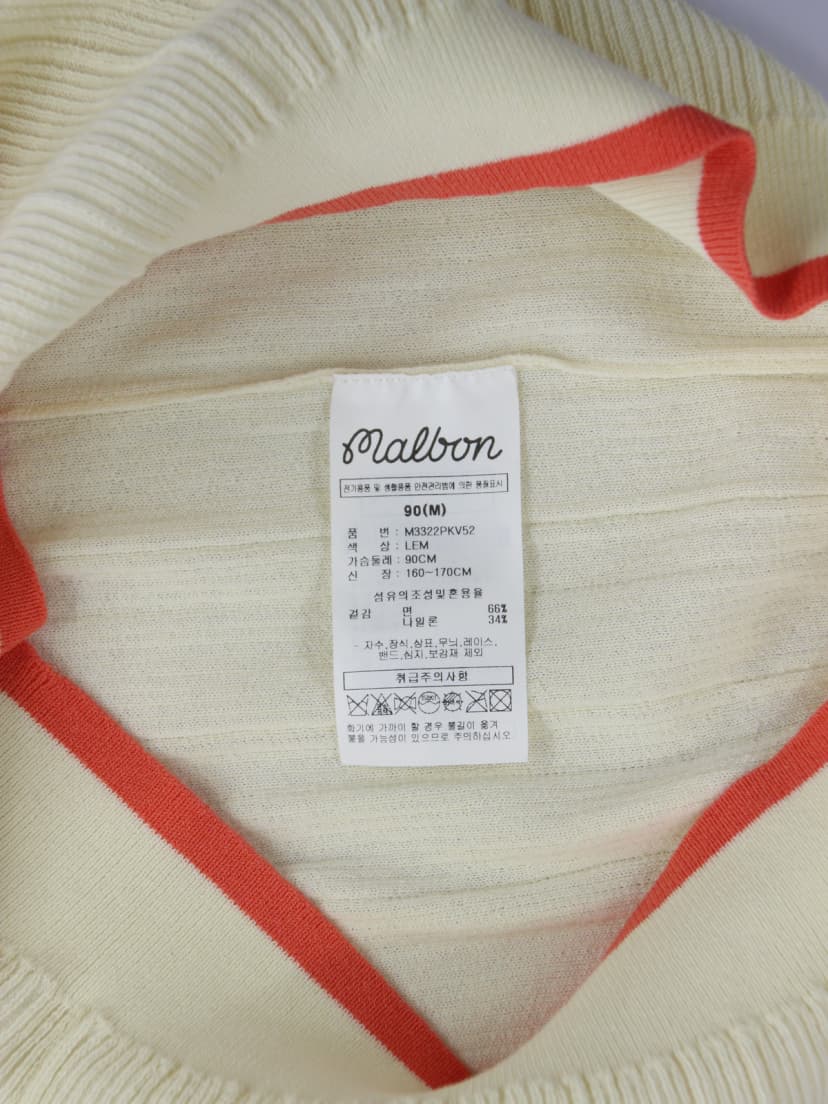 malbon
전기용품 및 생활용품 안전관리법에 의한 품질표시
90(M)
품 번 : M3322PKV52
색 상 : LEM
가슴둘레 : 90CM
신 장 : 160~170CM
섬유의조성및혼용율
겉감 면 66%
나일론 34%
- 자수,장식,상표,무늬,레이스,
밴드,심지,보강재 제외
취급주의사항
화기에 가까이 할 경우 불길이 옮겨
붙을 가능성이 있으므로 주의하십시오